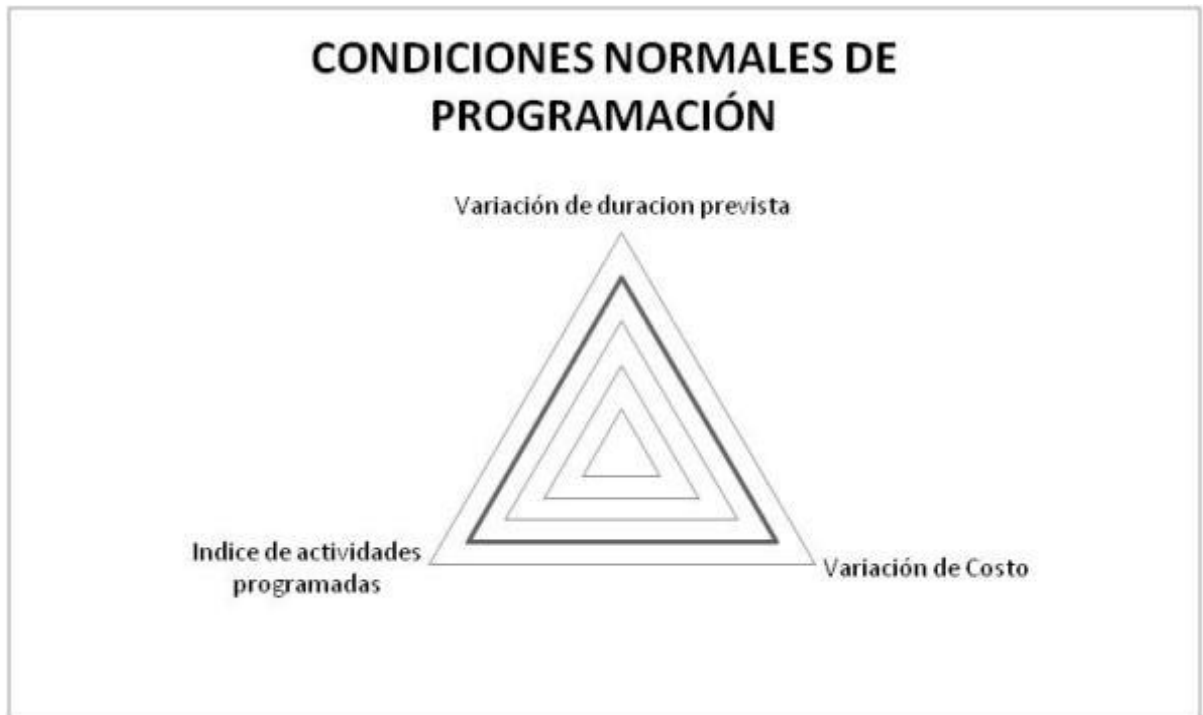 CONDICIONES NORMALES DE
PROGRAMACIÓN
Variación de duracion prevista
Indice de actividades
programadas
Variación de Costo